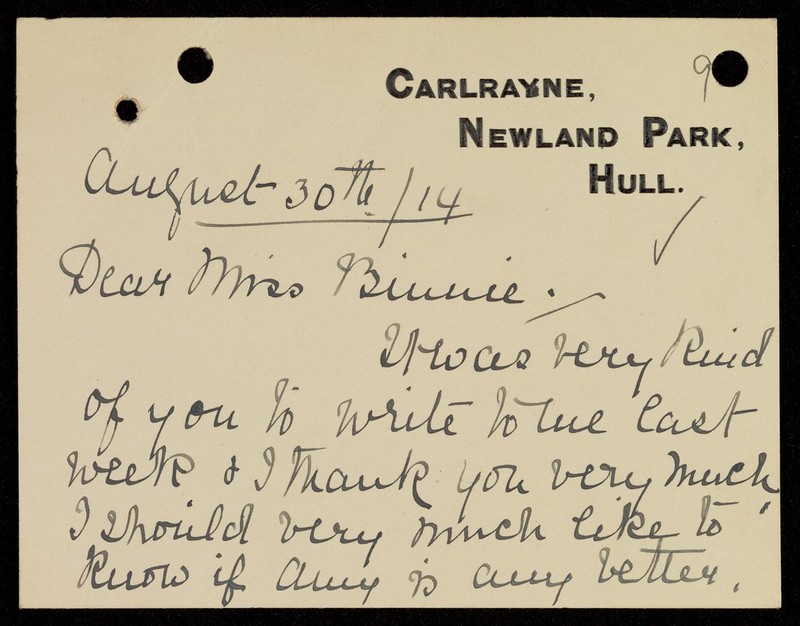 9
CARLRAYNE,
NEWLAND PARK,
HULL.
August 30th/14
Dear Miss Binnie.
It was very kind
of you to write to me last
week & I thank you very much
I should very much like to
know if Amy is any better.